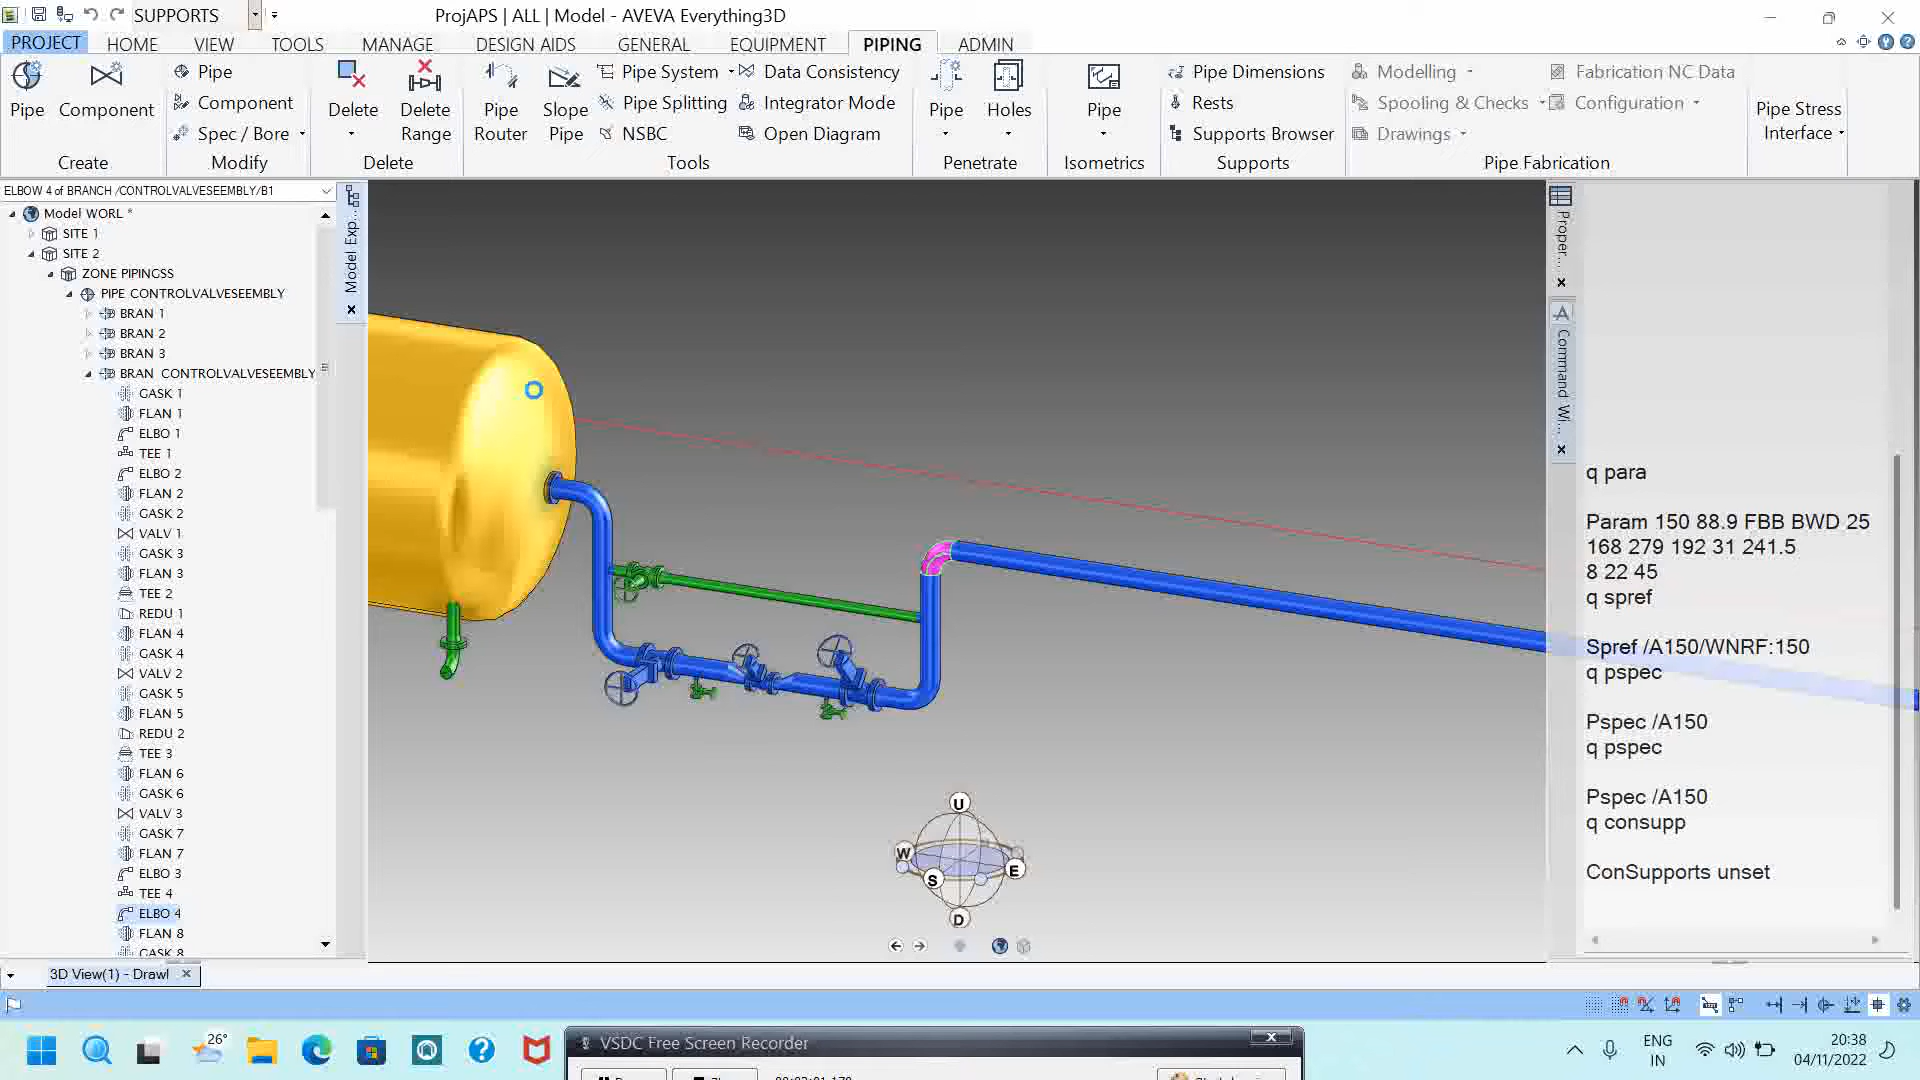 SUPPORTS
ProjAPS | ALL | Model - AVEVA Everything3D
PROJECT
HOME
VIEW
TOOLS
MANAGE
DESIGN AIDS
GENERAL
EQUIPMENT
PIPING
ADMIN
Pipe
Component
Create
Pipe
Component
Spec / Bore
Modify
Delete
Delete Range
Delete
Pipe Router
Slope Pipe
Pipe System
Pipe Splitting
NSBC
Data Consistency
Integrator Mode
Open Diagram
Tools
Pipe
Holes
Penetrate
Pipe
Isometrics
Pipe Dimensions
Rests
Supports Browser
Supports
Modelling
Spooling & Checks
Drawings
Fabrication NC Data
Configuration
Pipe Fabrication
Pipe Stress Interface
ELBOW 4 of BRANCH /CONTROLVALVESEEMBLY/B1
Model WORL *
SITE 1
SITE 2
ZONE PIPINGSS
PIPE CONTROLVALVESEEMBLY
BRAN 1
BRAN 2
BRAN 3
BRAN CONTROLVALVESEEMBLY
GASK 1
FLAN 1
ELBO 1
TEE 1
ELBO 2
FLAN 2
GASK 2
VALV 1
GASK 3
FLAN 3
TEE 2
REDU 1
FLAN 4
GASK 4
VALV 2
GASK 5
FLAN 5
REDU 2
TEE 3
FLAN 6
GASK 6
VALV 3
GASK 7
FLAN 7
ELBO 3
TEE 4
ELBO 4
FLAN 8
GASK 8
Model Exp...
U
W
E
S
D
Proper...
Command Wi...
q para
Param 150 88.9 FBB BWD 25
168 279 192 31 241.5
8 22 45
q spref
Spref /A150/WNRF:150
q pspec
Pspec /A150
q pspec
Pspec /A150
q consupp
ConSupports unset
3D View(1) - Drawl
26°
VSDC Free Screen Recorder
ENG
IN
20:38
04/11/2022